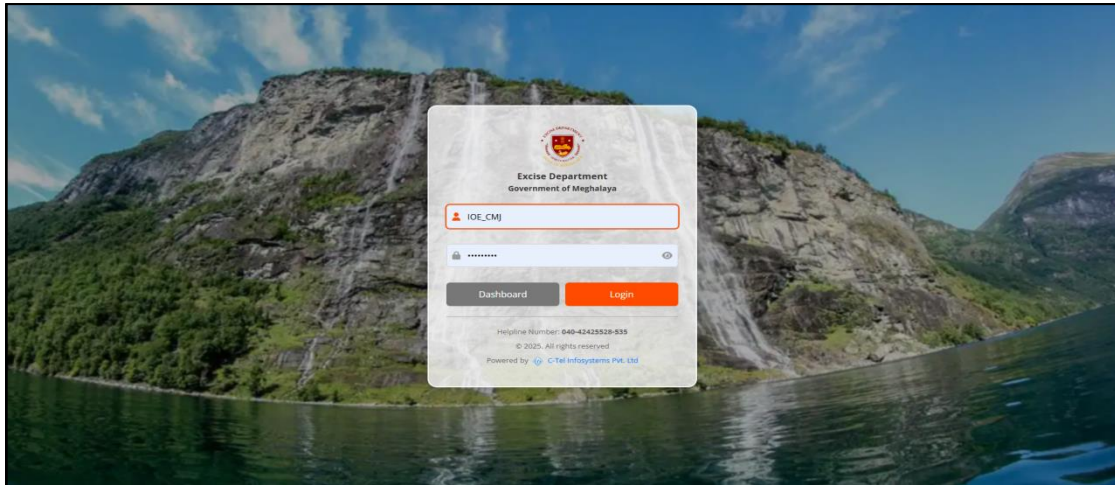 Excise Department
Government of Meghalaya
IOE_CMJ
•••••••••
Dashboard
Login
Helpline Number: 040-42425528-535
© 2025. All rights reserved
Powered by C-Tel Infosystems Pvt. Ltd